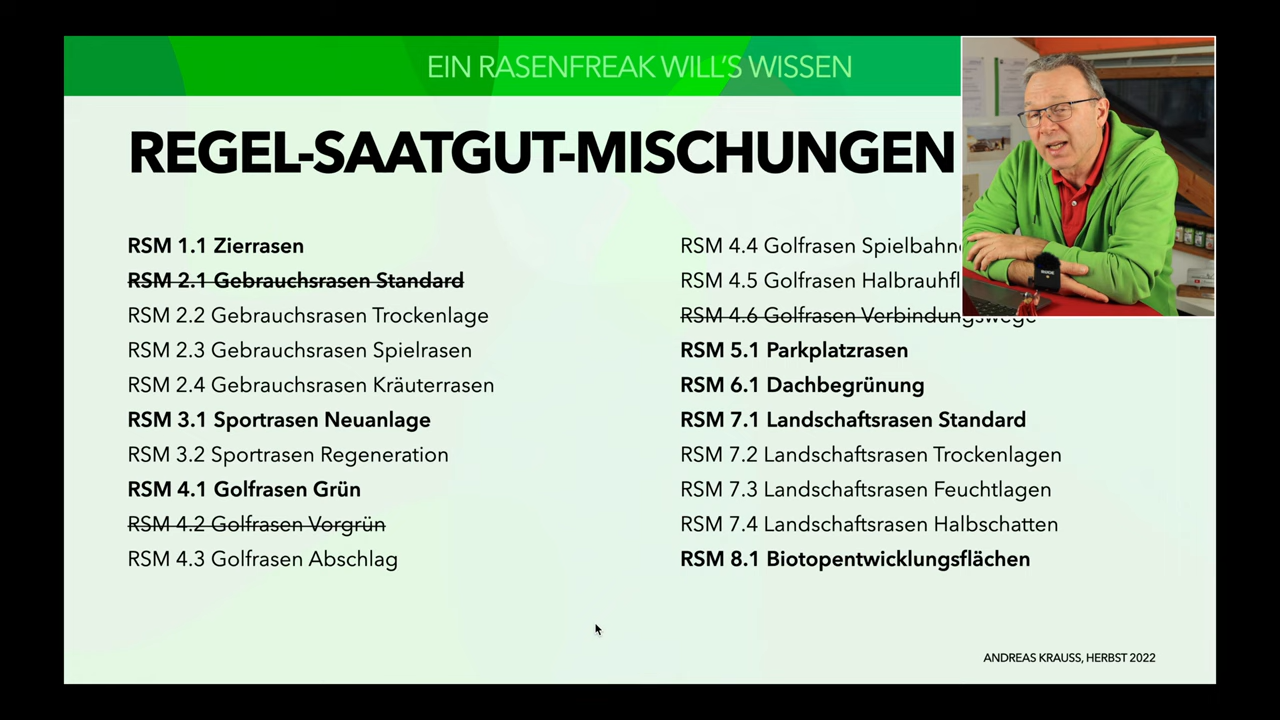 EIN RASENFREAK WILL'S WISSEN
REGEL-SAATGUT-MISCHUNGEN
RSM 1.1 Zierrasen
RSM 2.1 Gebrauchsrasen Standard
RSM 2.2 Gebrauchsrasen Trockenlage
RSM 2.3 Gebrauchsrasen Spielrasen
RSM 2.4 Gebrauchsrasen Kräuterrasen
RSM 3.1 Sportrasen Neuanlage
RSM 3.2 Sportrasen Regeneration
RSM 4.1 Golfrasen Grün
RSM 4.2 Golfrasen Vorgrün
RSM 4.3 Golfrasen Abschlag
RSM 4.4 Golfrasen
RSM 4.5 Golfrasen
RSM 4.6 Golfrasen Verbindungswege
RSM 5.1 Parkplatzrasen
RSM 6.1 Dachbegrünung
RSM 7.1 Landschaftsrasen Standard
RSM 7.2 Landschaftsrasen Trockenlagen
RSM 7.3 Landschaftsrasen Feuchtlagen
RSM 7.4 Landschaftsrasen Halbschatten
RSM 8.1 Biotopentwicklungsflächen
ANDREAS KRAUSS, HERBST 2022